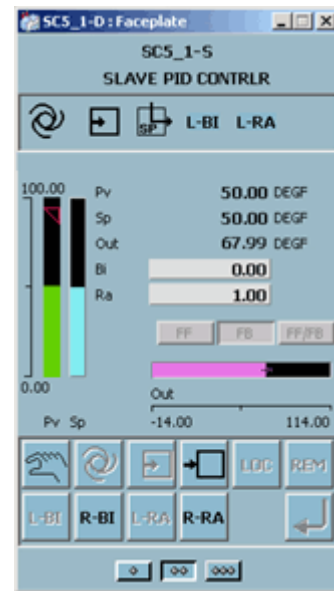 SC5_1-D : Faceplate
SC5_1-S
SLAVE PID CONTRLR
SP L-BI L-RA
100.00 Pv 50.00 DEGF
Sp 50.00 DEGF
Out 67.99 DEGF
Bi 0.00
Ra 1.00
FF FB FF/FB
0.00 Out
Pv Sp -14.00 114.00
LOC REM
L-BI R-BI L-RA R-RA